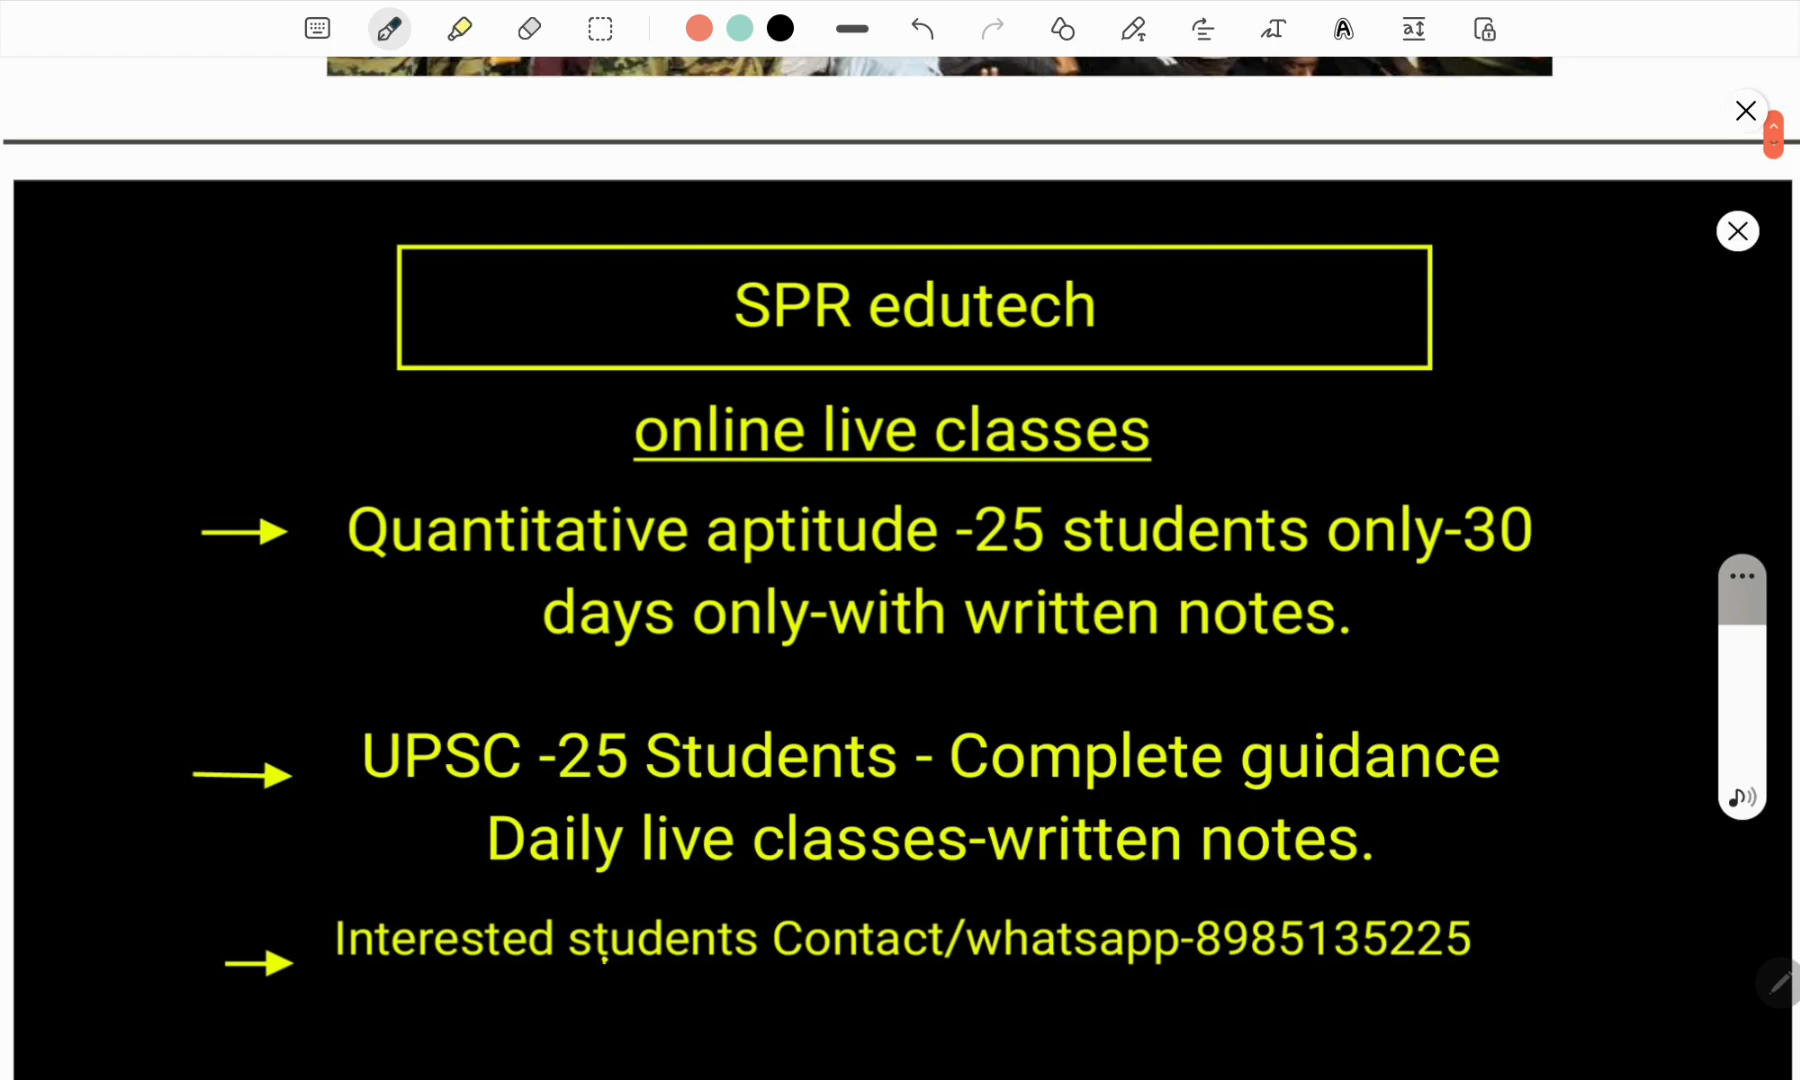 SPR edutech
online live classes
Quantitative aptitude -25 students only-30
days only-with written notes.
UPSC -25 Students - Complete guidance
Daily live classes-written notes.
Interested students Contact/whatsapp-8985135225